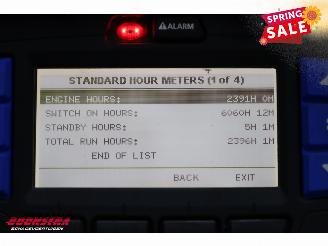 SPRING
SALE
ALARM
STANDARD HOUR METERS (1 of 4)
ENGINE HOURS: 2391H 0M
SWITCH ON HOURS: 6060H 12M
STANDBY HOURS: 5H 1M
TOTAL RUN HOURS: 2396H 1M
END OF LIST
BACK EXIT
BOOKSTRA